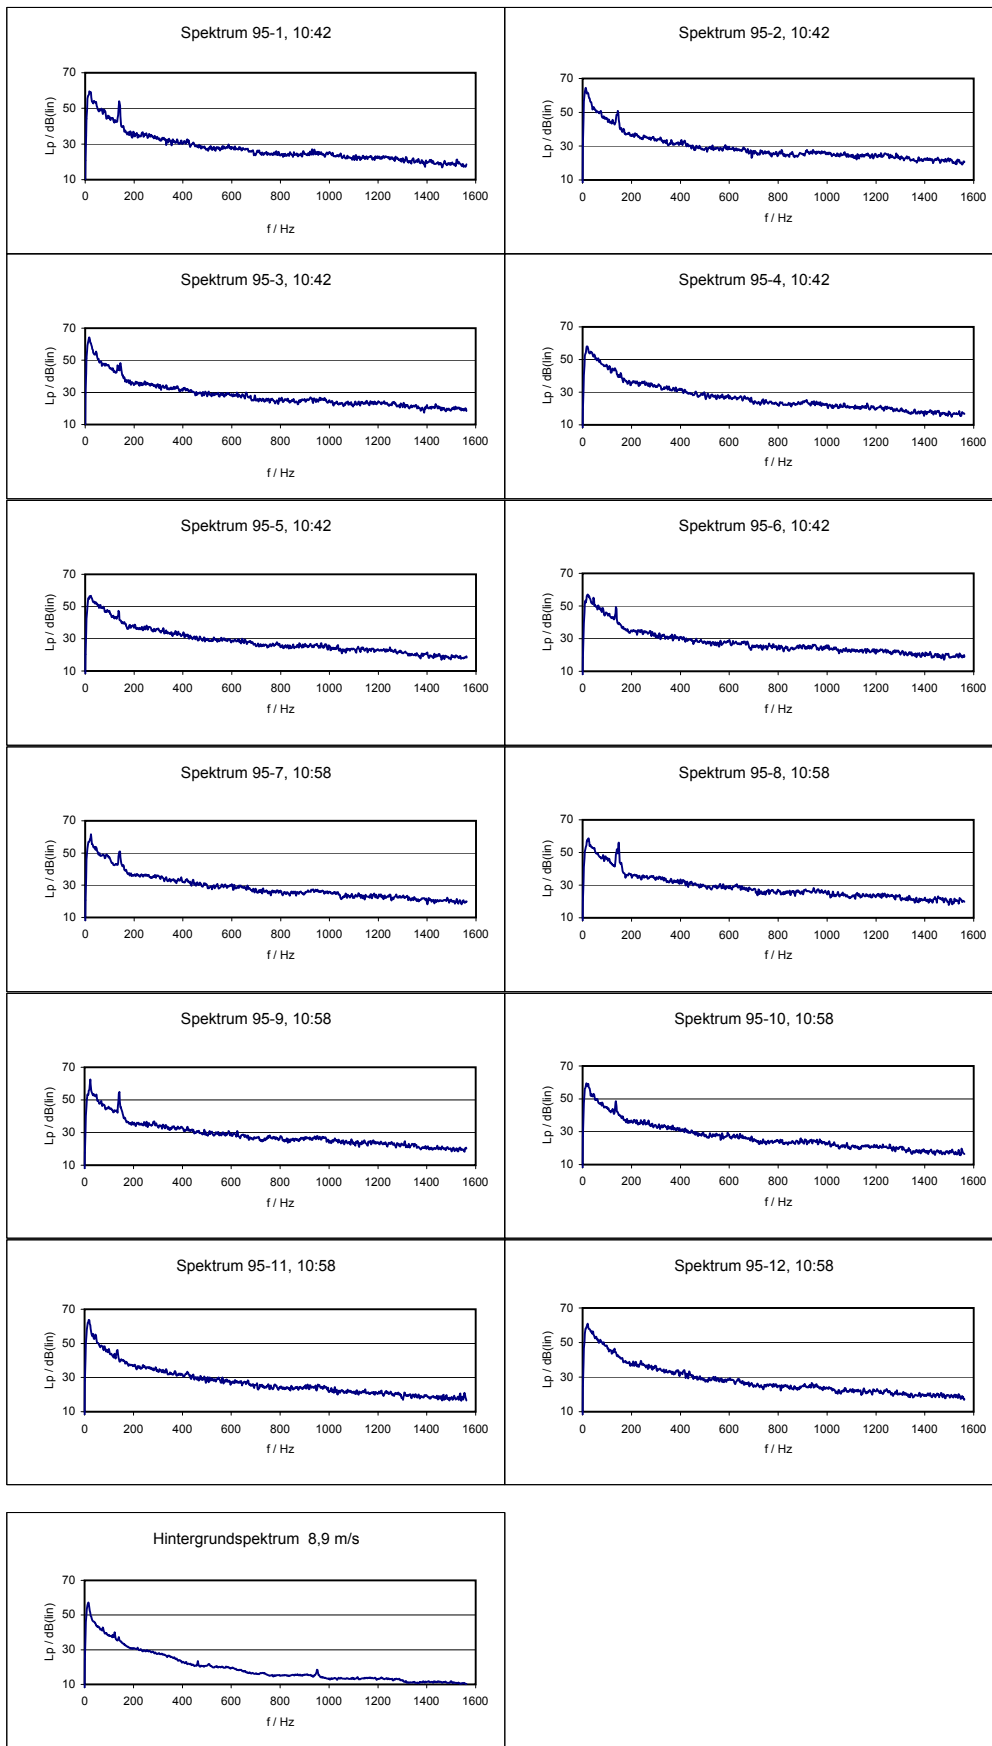 Spektrum 95-1, 10:42
70
50
30
10
0 200 400 600 800 1000 1200 1400 1600
Lp / dB(lin)
f / Hz
Spektrum 95-2, 10:42
70
50
30
10
0 200 400 600 800 1000 1200 1400 1600
Lp / dB(lin)
f / Hz
Spektrum 95-3, 10:42
70
50
30
10
0 200 400 600 800 1000 1200 1400 1600
Lp / dB(lin)
f / Hz
Spektrum 95-4, 10:42
70
50
30
10
0 200 400 600 800 1000 1200 1400 1600
Lp / dB(lin)
f / Hz
Spektrum 95-5, 10:42
70
50
30
10
0 200 400 600 800 1000 1200 1400 1600
Lp / dB(lin)
f / Hz
Spektrum 95-6, 10:42
70
50
30
10
0 200 400 600 800 1000 1200 1400 1600
Lp / dB(lin)
f / Hz
Spektrum 95-7, 10:58
70
50
30
10
0 200 400 600 800 1000 1200 1400 1600
Lp / dB(lin)
f / Hz
Spektrum 95-8, 10:58
70
50
30
10
0 200 400 600 800 1000 1200 1400 1600
Lp / dB(lin)
f / Hz
Spektrum 95-9, 10:58
70
50
30
10
0 200 400 600 800 1000 1200 1400 1600
Lp / dB(lin)
f / Hz
Spektrum 95-10, 10:58
70
50
30
10
0 200 400 600 800 1000 1200 1400 1600
Lp / dB(lin)
f / Hz
Spektrum 95-11, 10:58
70
50
30
10
0 200 400 600 800 1000 1200 1400 1600
Lp / dB(lin)
f / Hz
Spektrum 95-12, 10:58
70
50
30
10
0 200 400 600 800 1000 1200 1400 1600
Lp / dB(lin)
f / Hz
Hintergrundspektrum 8,9 m/s
70
50
30
10
0 200 400 600 800 1000 1200 1400 1600
Lp / dB(lin)
f / Hz